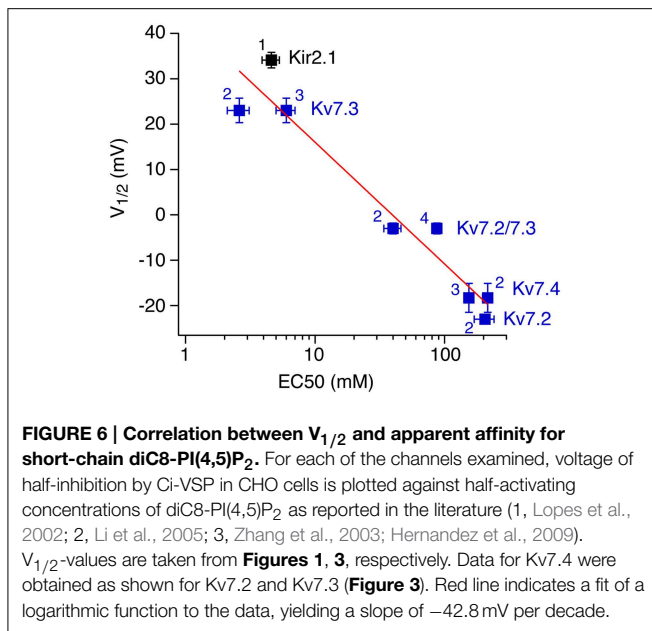 40
30
20
10
0
-10
-20
V1/2 (mV)
1
Kir2.1
2
3
Kv7.3
2
4
Kv7.2/7.3
3
2
Kv7.4
2
Kv7.2
1
10
100
EC50 (mM)
FIGURE 6 | Correlation between V1/2 and apparent affinity for
short-chain diC8-PI(4,5)P2. For each of the channels examined, voltage of
half-inhibition by Ci-VSP in CHO cells is plotted against half-activating
concentrations of diC8-PI(4,5)P2 as reported in the literature (1, Lopes et al.,
2002; 2, Li et al., 2005; 3, Zhang et al., 2003; Hernandez et al., 2009).
V1/2-values are taken from Figures 1, 3, respectively. Data for Kv7.4 were
obtained as shown for Kv7.2 and Kv7.3 (Figure 3). Red line indicates a fit of a
logarithmic function to the data, yielding a slope of −42.8 mV per decade.